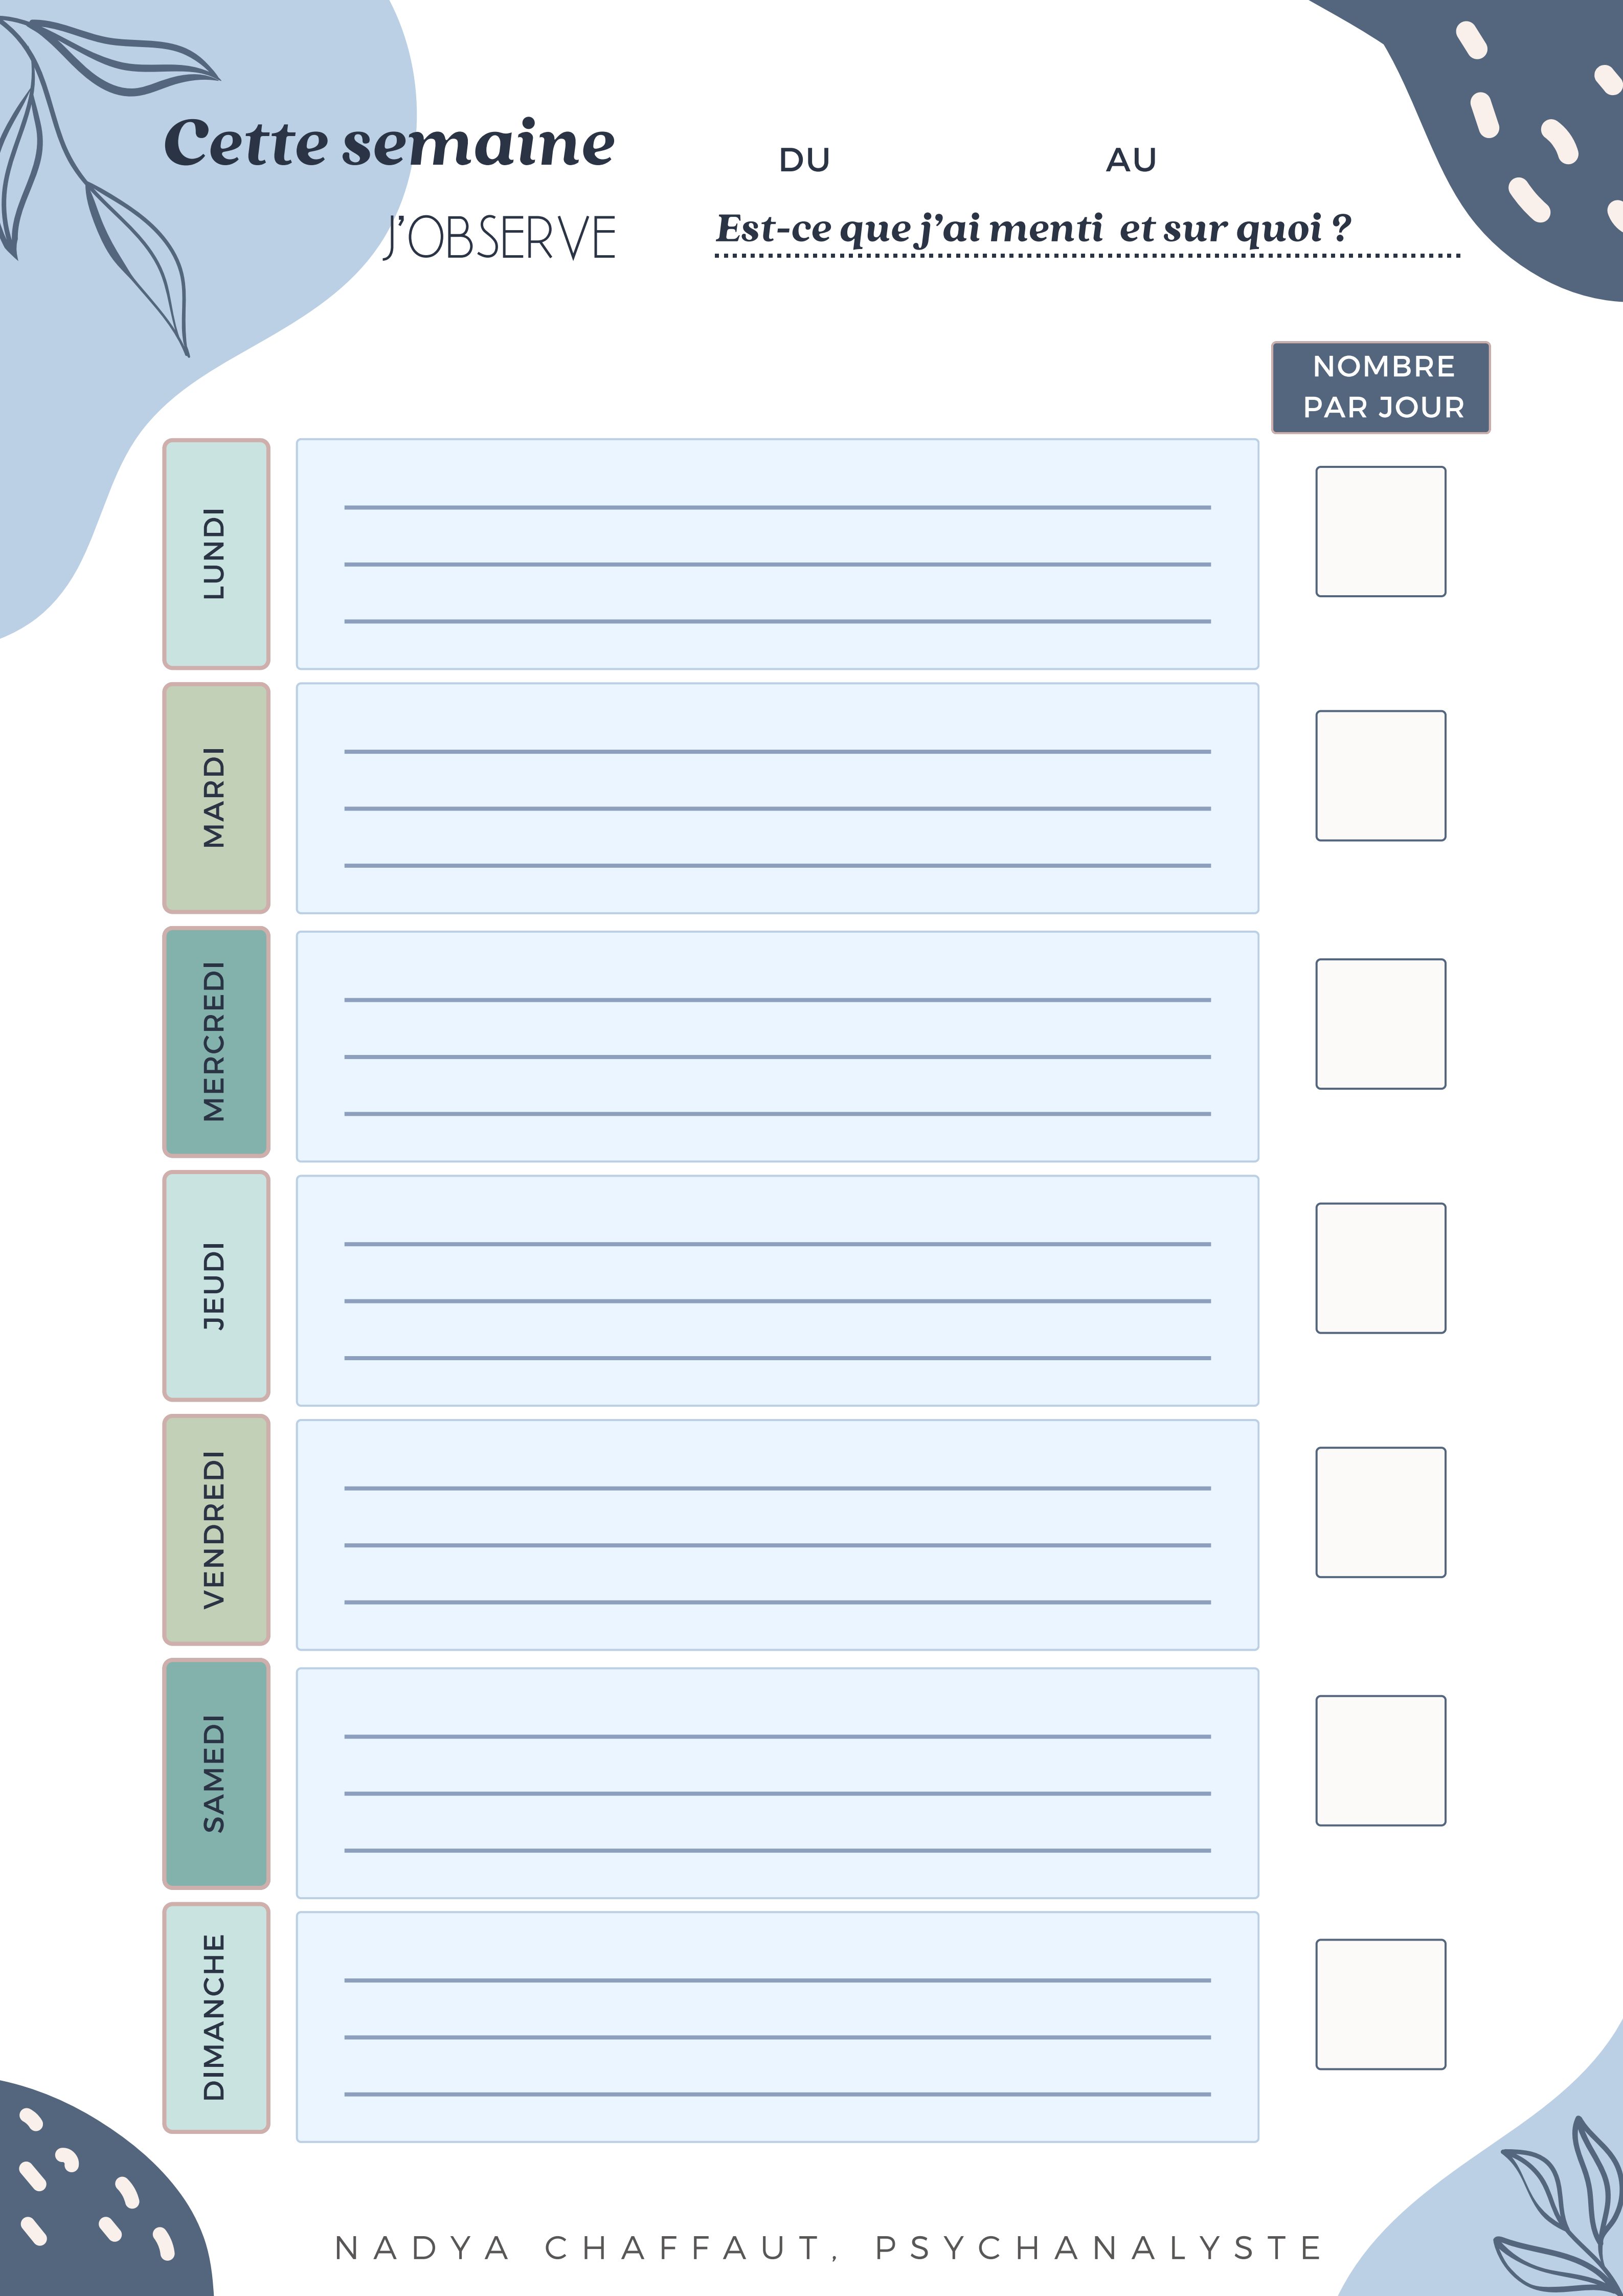 Cette semaine
DU AU
J'OBSERVE
Est-ce que j'ai menti et sur quoi ?
NOMBRE
PAR JOUR
LUNDI
MARDI
MERCREDI
JEUDI
VENDREDI
SAMEDI
DIMANCHE
NADYA CHAFFAUT, PSYCHANALYSTE